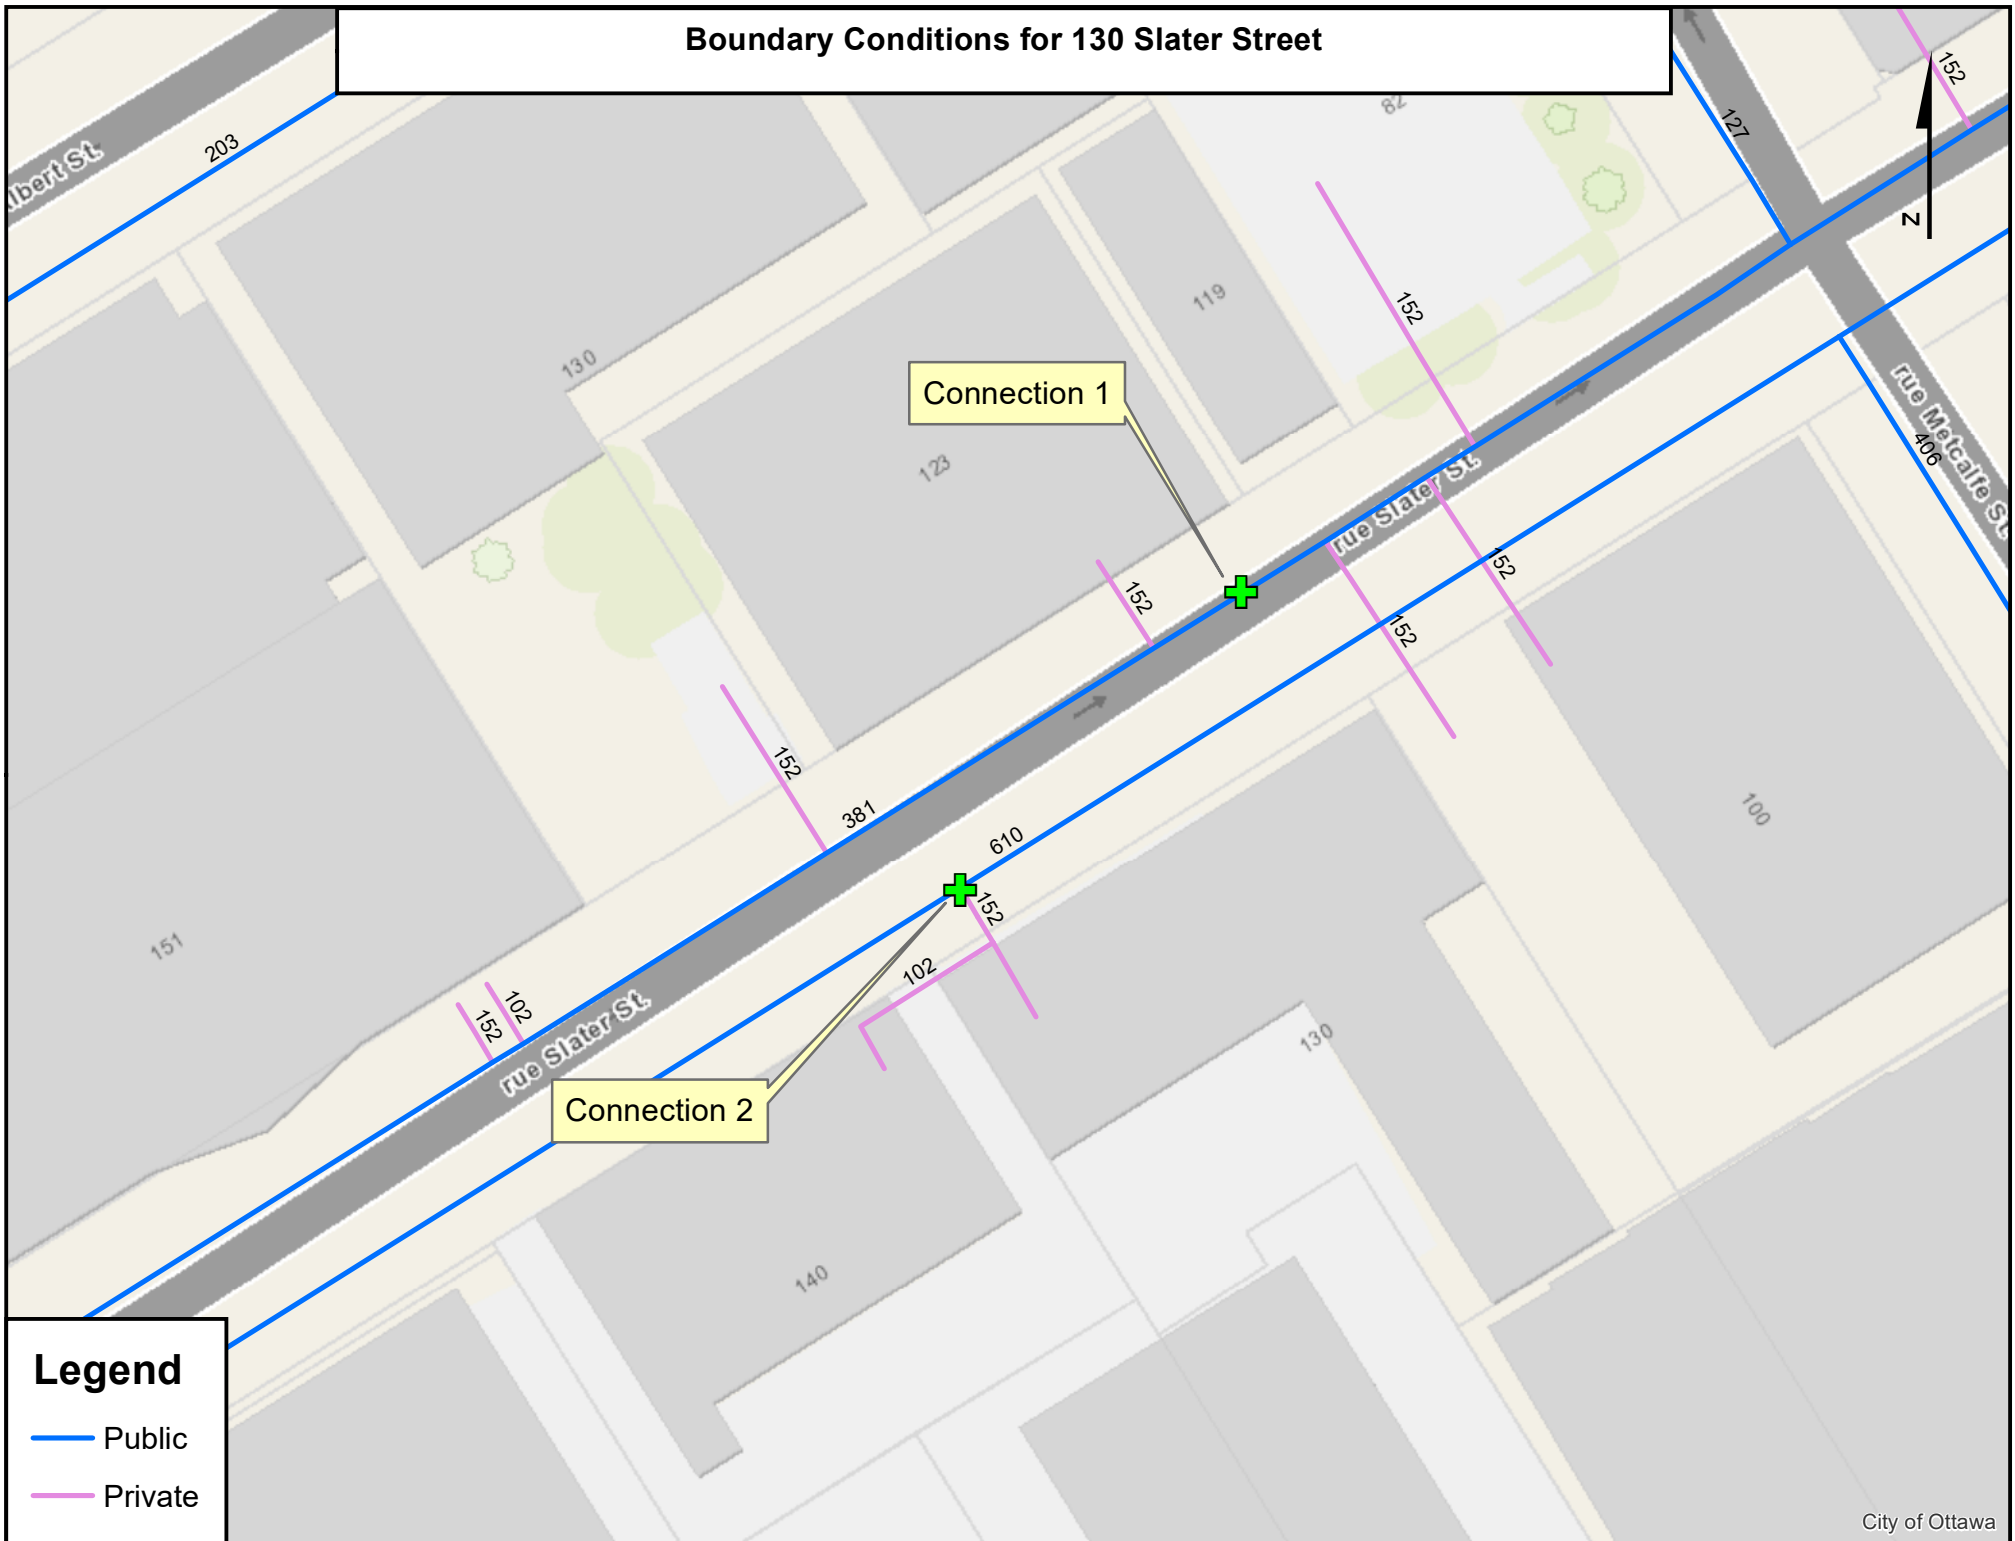 Boundary Conditions for 130 Slater Street
152
82
127
203
lbert St.
Z
119
152
130
Connection 1
rue Metcalfe St.
406
123
rue Slater St.
152
152
152
152
381
610
100
152
151
102
102
152
rue Slater St.
130
Connection 2
140
Legend
Public
Private
City of Ottawa